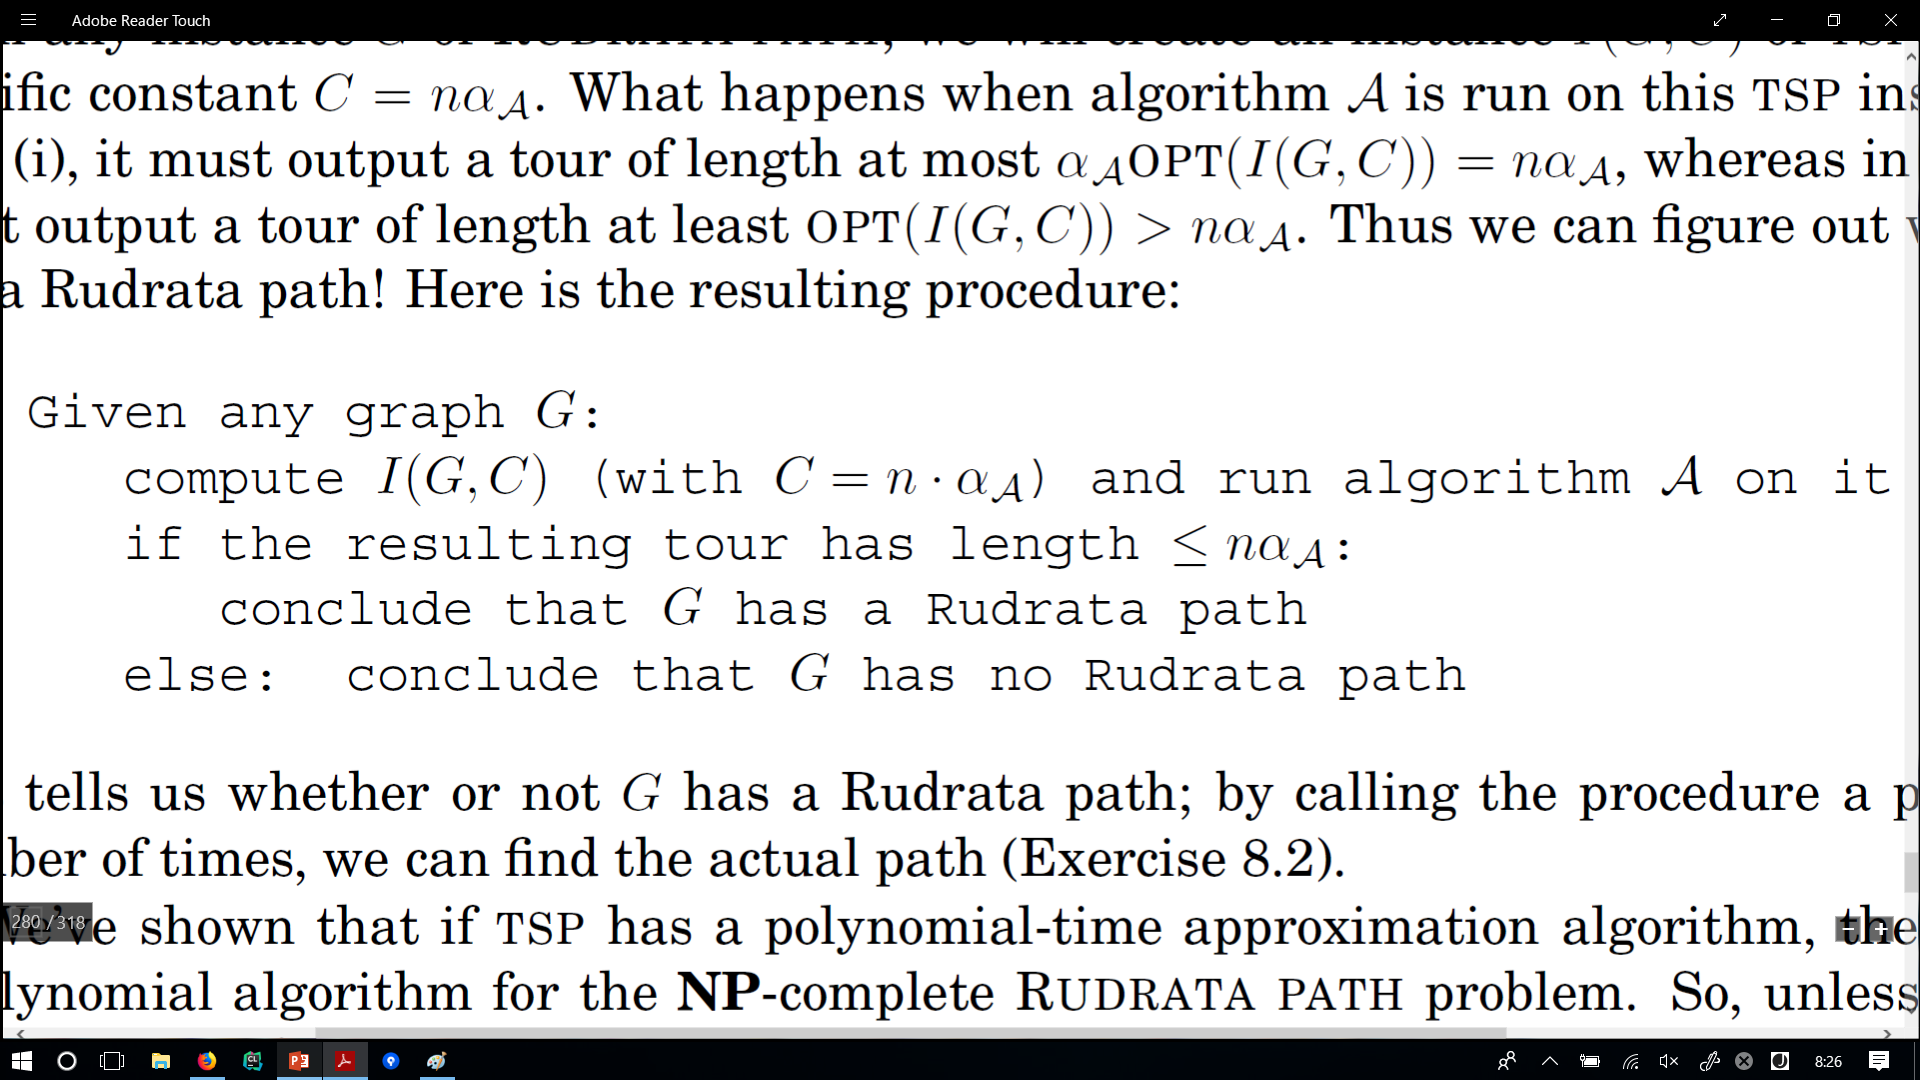 Adobe Reader Touch
ific constant C = nα𝒜. What happens when algorithm 𝒜 is run on this TSP ins
(i), it must output a tour of length at most α𝒜OPT(I(G, C)) = nα𝒜, whereas in
t output a tour of length at least OPT(I(G, C)) > nα𝒜. Thus we can figure out
a Rudrata path! Here is the resulting procedure:
Given any graph G:
compute I(G, C) (with C = n · α𝒜) and run algorithm 𝒜 on it
if the resulting tour has length ≤ nα𝒜:
conclude that G has a Rudrata path
else: conclude that G has no Rudrata path
tells us whether or not G has a Rudrata path; by calling the procedure a p
ber of times, we can find the actual path (Exercise 8.2).
280 / 318
We've shown that if TSP has a polynomial-time approximation algorithm, the
lynomial algorithm for the NP-complete RUDRATA PATH problem. So, unless
8:26